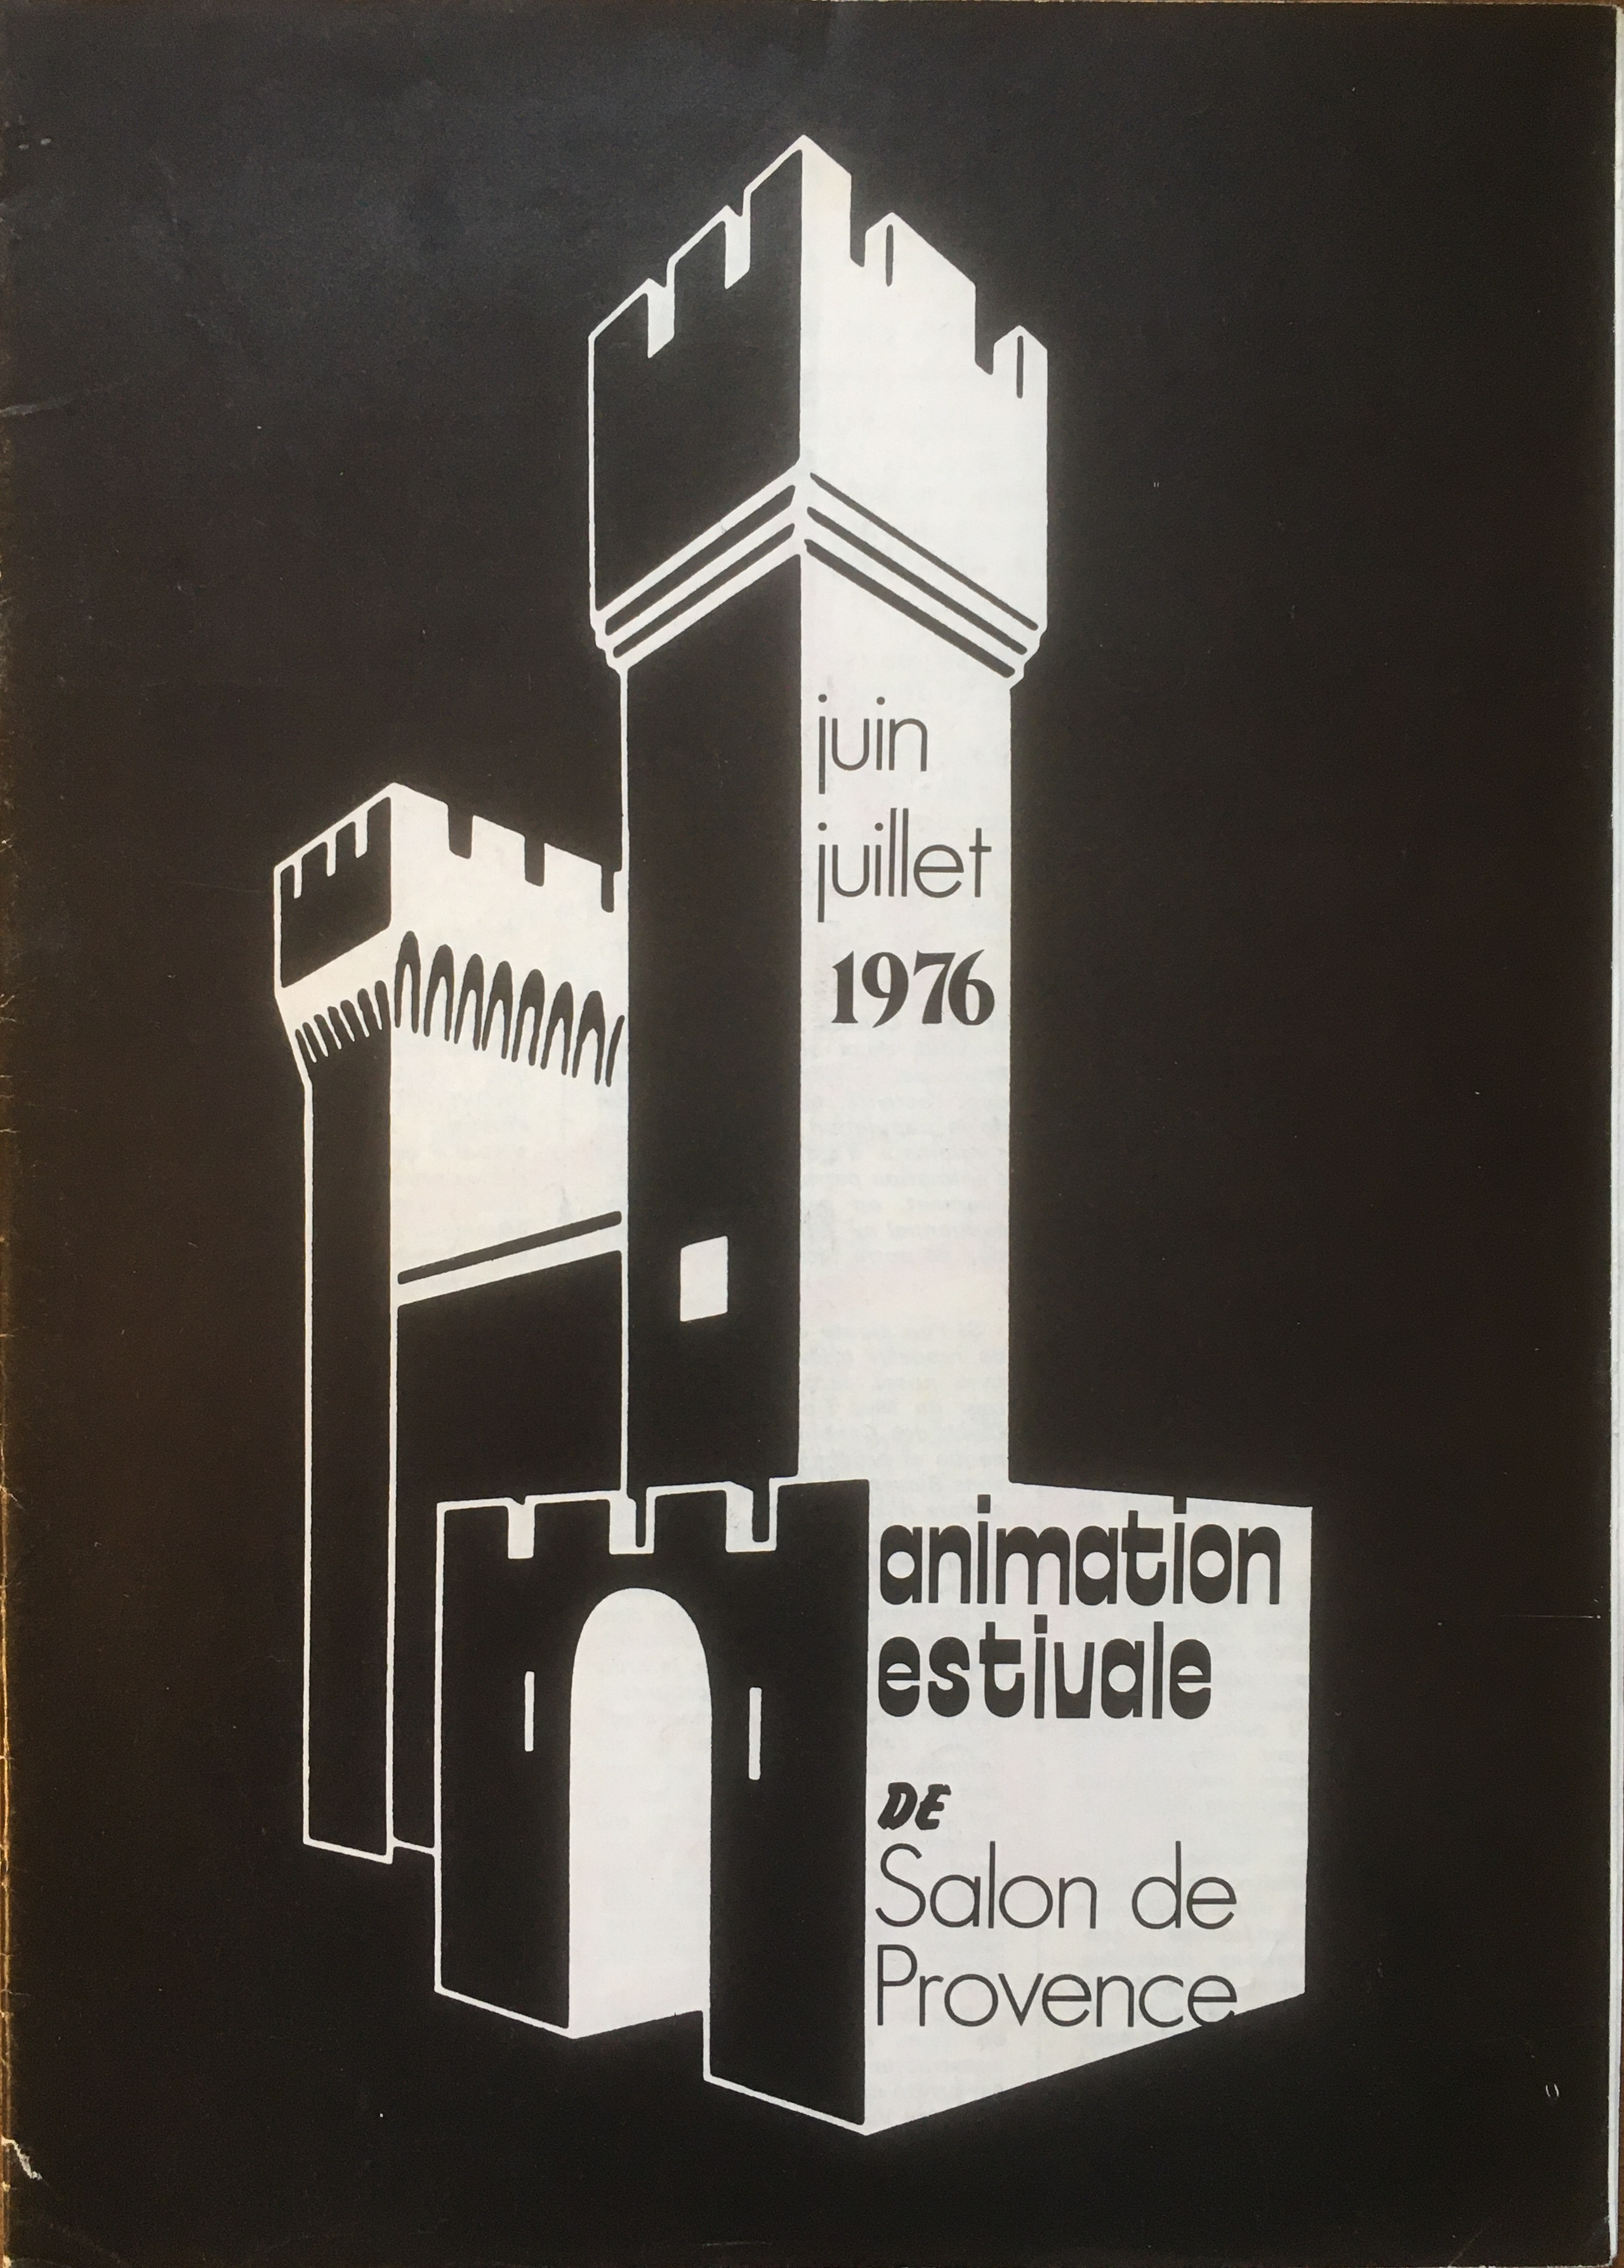 juin
juillet
1976
animation
estivale
DE
Salon de
Provence